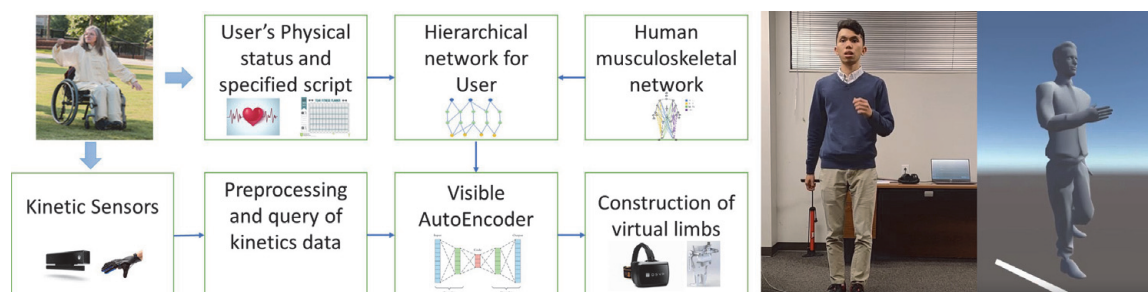 User's Physical
status and
specified script
Hierarchical
network for
User
Human
musculoskeletal
network
Kinetic Sensors
Preprocessing
and query of
kinetics data
Visible
AutoEncoder
Construction of
virtual limbs